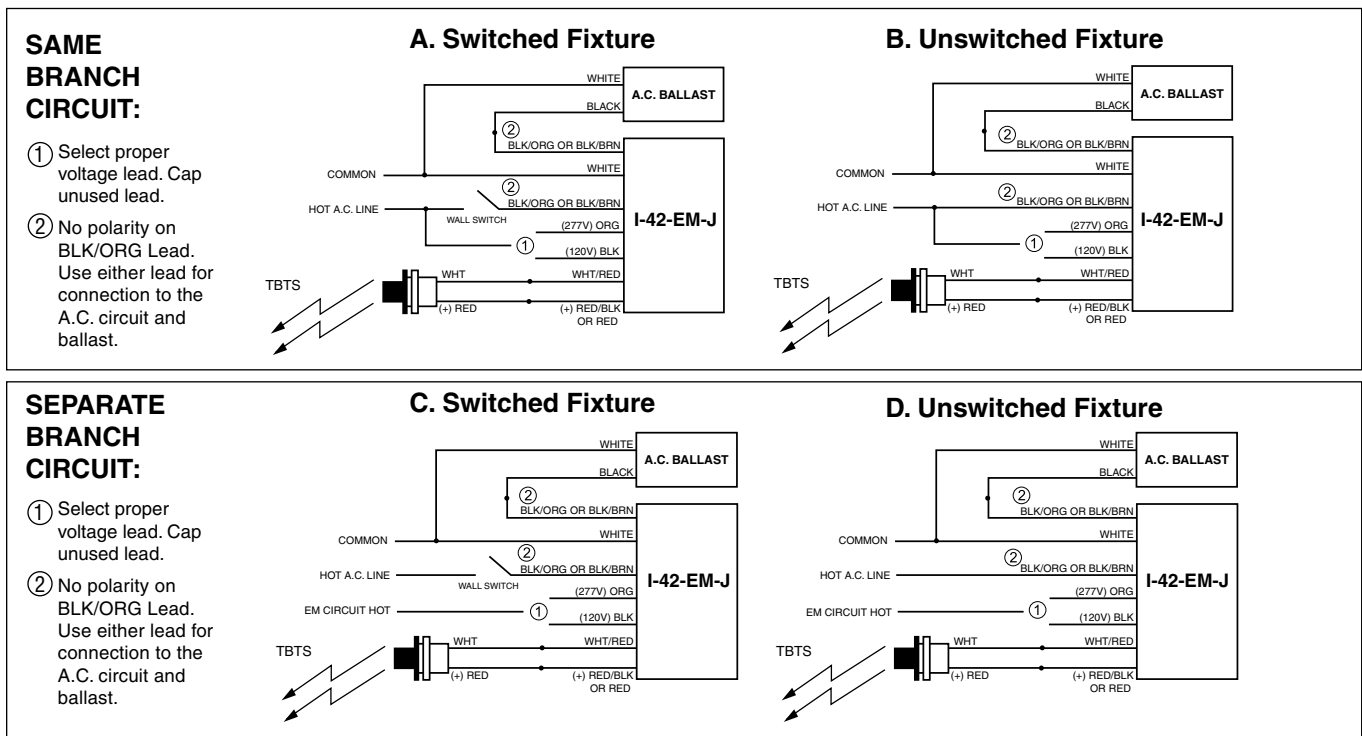 SAME
BRANCH
CIRCUIT:
① Select proper
voltage lead. Cap
unused lead.
② No polarity on
BLK/ORG Lead.
Use either lead for
connection to the
A.C. circuit and
ballast.
A. Switched Fixture
WHITE
A.C. BALLAST
BLACK
②
BLK/ORG OR BLK/BRN
WHITE
COMMON
②
BLK/ORG OR BLK/BRN
HOT A.C. LINE
WALL SWITCH
I-42-EM-J
(277V) ORG
①
(120V) BLK
TBTS
WHT
WHT/RED
(+) RED
(+) RED/BLK
OR RED
B. Unswitched Fixture
WHITE
A.C. BALLAST
BLACK
②
BLK/ORG OR BLK/BRN
WHITE
COMMON
②
BLK/ORG OR BLK/BRN
HOT A.C. LINE
I-42-EM-J
(277V) ORG
①
(120V) BLK
TBTS
WHT
WHT/RED
(+) RED
(+) RED/BLK
OR RED
SEPARATE
BRANCH
CIRCUIT:
① Select proper
voltage lead. Cap
unused lead.
② No polarity on
BLK/ORG Lead.
Use either lead for
connection to the
A.C. circuit and
ballast.
C. Switched Fixture
WHITE
A.C. BALLAST
BLACK
②
BLK/ORG OR BLK/BRN
WHITE
COMMON
②
BLK/ORG OR BLK/BRN
HOT A.C. LINE
WALL SWITCH
I-42-EM-J
(277V) ORG
EM CIRCUIT HOT
①
(120V) BLK
TBTS
WHT
WHT/RED
(+) RED
(+) RED/BLK
OR RED
D. Unswitched Fixture
WHITE
A.C. BALLAST
BLACK
②
BLK/ORG OR BLK/BRN
WHITE
COMMON
②
BLK/ORG OR BLK/BRN
HOT A.C. LINE
I-42-EM-J
(277V) ORG
EM CIRCUIT HOT
①
(120V) BLK
TBTS
WHT
WHT/RED
(+) RED
(+) RED/BLK
OR RED